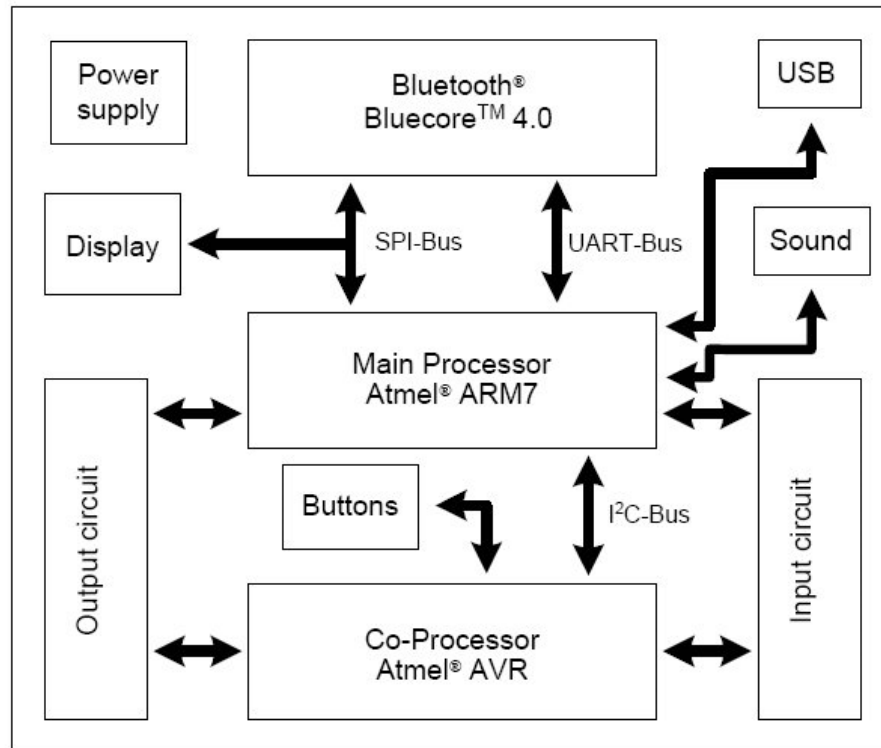 Power
supply
Bluetooth®
Bluecore™ 4.0
USB
Display
SPI-Bus
UART-Bus
Sound
Main Processor
Atmel® ARM7
Output circuit
Buttons
I²C-Bus
Input circuit
Co-Processor
Atmel® AVR